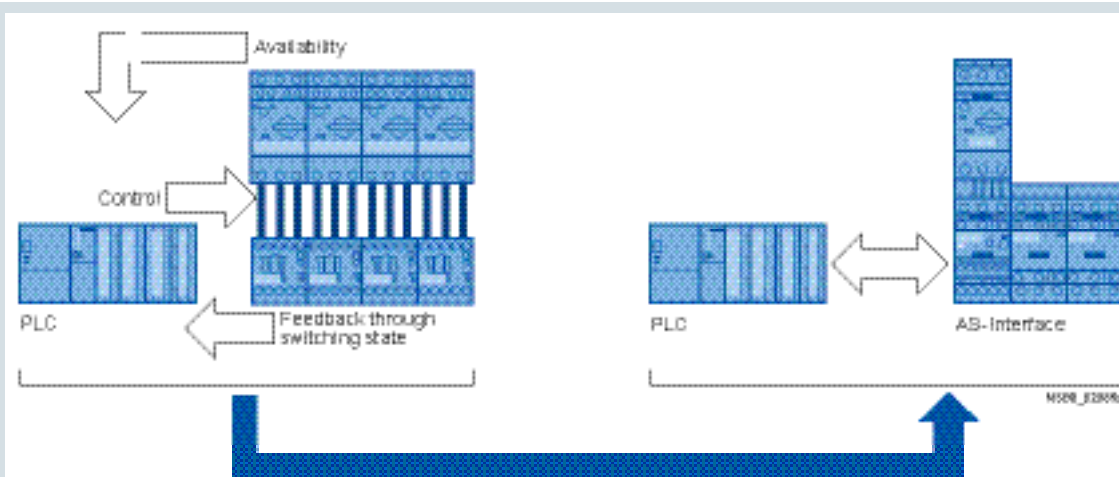 Availability
Control
PLC
Feedback through
switching state
PLC
AS-Interface